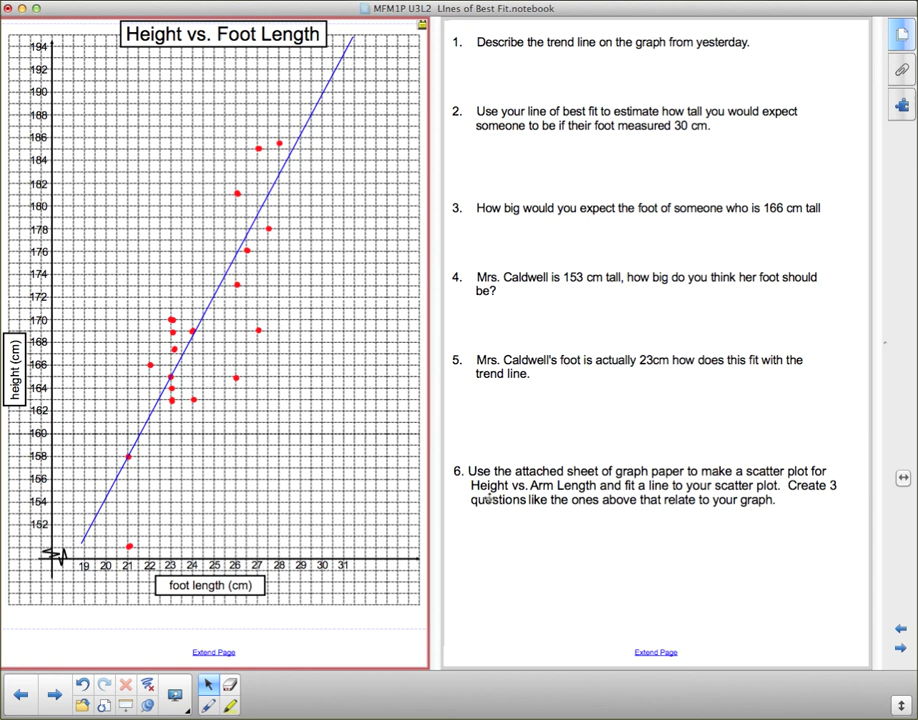 MFM1P U3L2 LInes of Best Fit.notebook
Height vs. Foot Length
194
192
190
188
186
184
182
180
178
176
174
172
170
168
166
164
162
160
158
156
154
152
height (cm)
19 20 21 22 23 24 25 26 27 28 29 30 31
foot length (cm)
Extend Page
1. Describe the trend line on the graph from yesterday.
2. Use your line of best fit to estimate how tall you would expect
someone to be if their foot measured 30 cm.
3. How big would you expect the foot of someone who is 166 cm tall
4. Mrs. Caldwell is 153 cm tall, how big do you think her foot should
be?
5. Mrs. Caldwell's foot is actually 23cm how does this fit with the
trend line.
6. Use the attached sheet of graph paper to make a scatter plot for
Height vs. Arm Length and fit a line to your scatter plot. Create 3
questions like the ones above that relate to your graph.
Extend Page